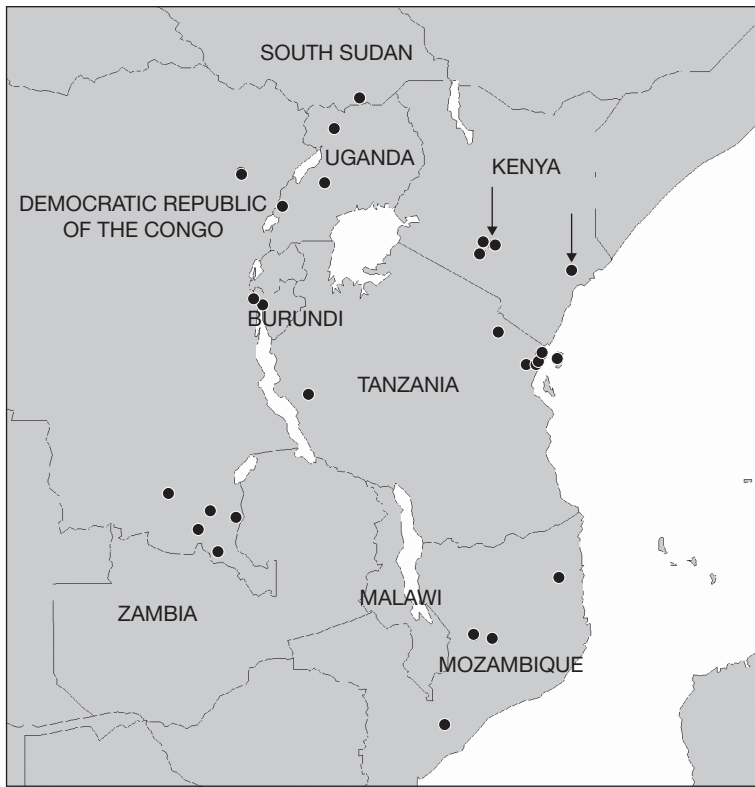 SOUTH SUDAN
UGANDA
KENYA
DEMOCRATIC REPUBLIC
OF THE CONGO
BURUNDI
TANZANIA
MALAWI
ZAMBIA
MOZAMBIQUE